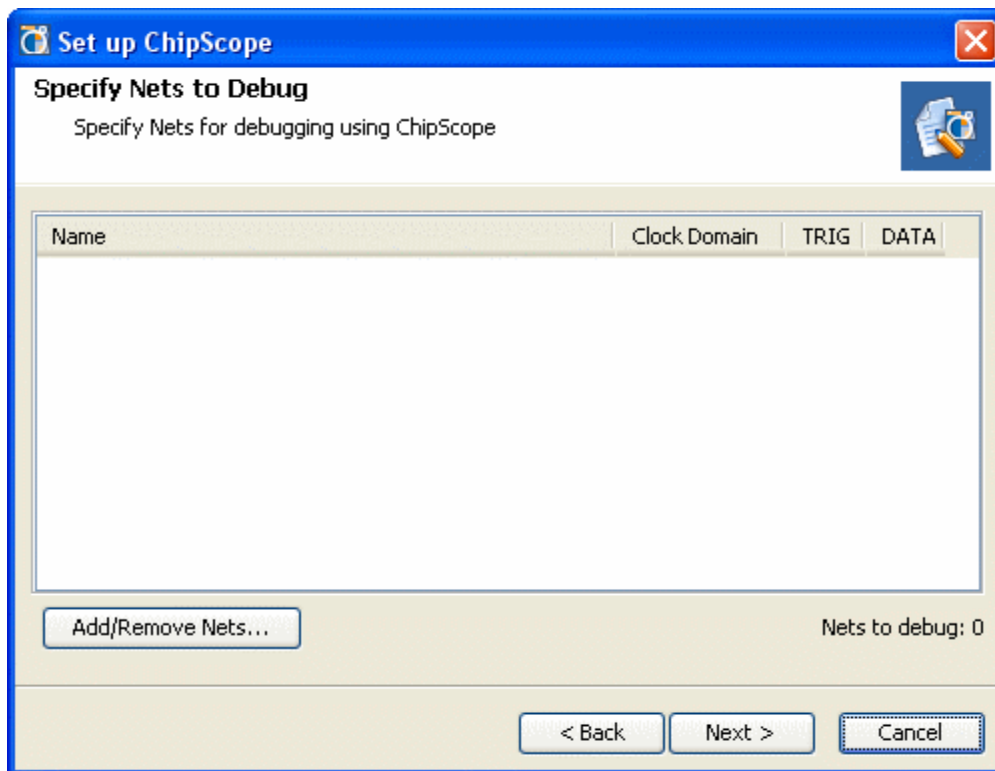 Set up ChipScope
Specify Nets to Debug
Specify Nets for debugging using ChipScope
Name Clock Domain TRIG DATA
Add/Remove Nets... Nets to debug: 0
< Back Next > Cancel